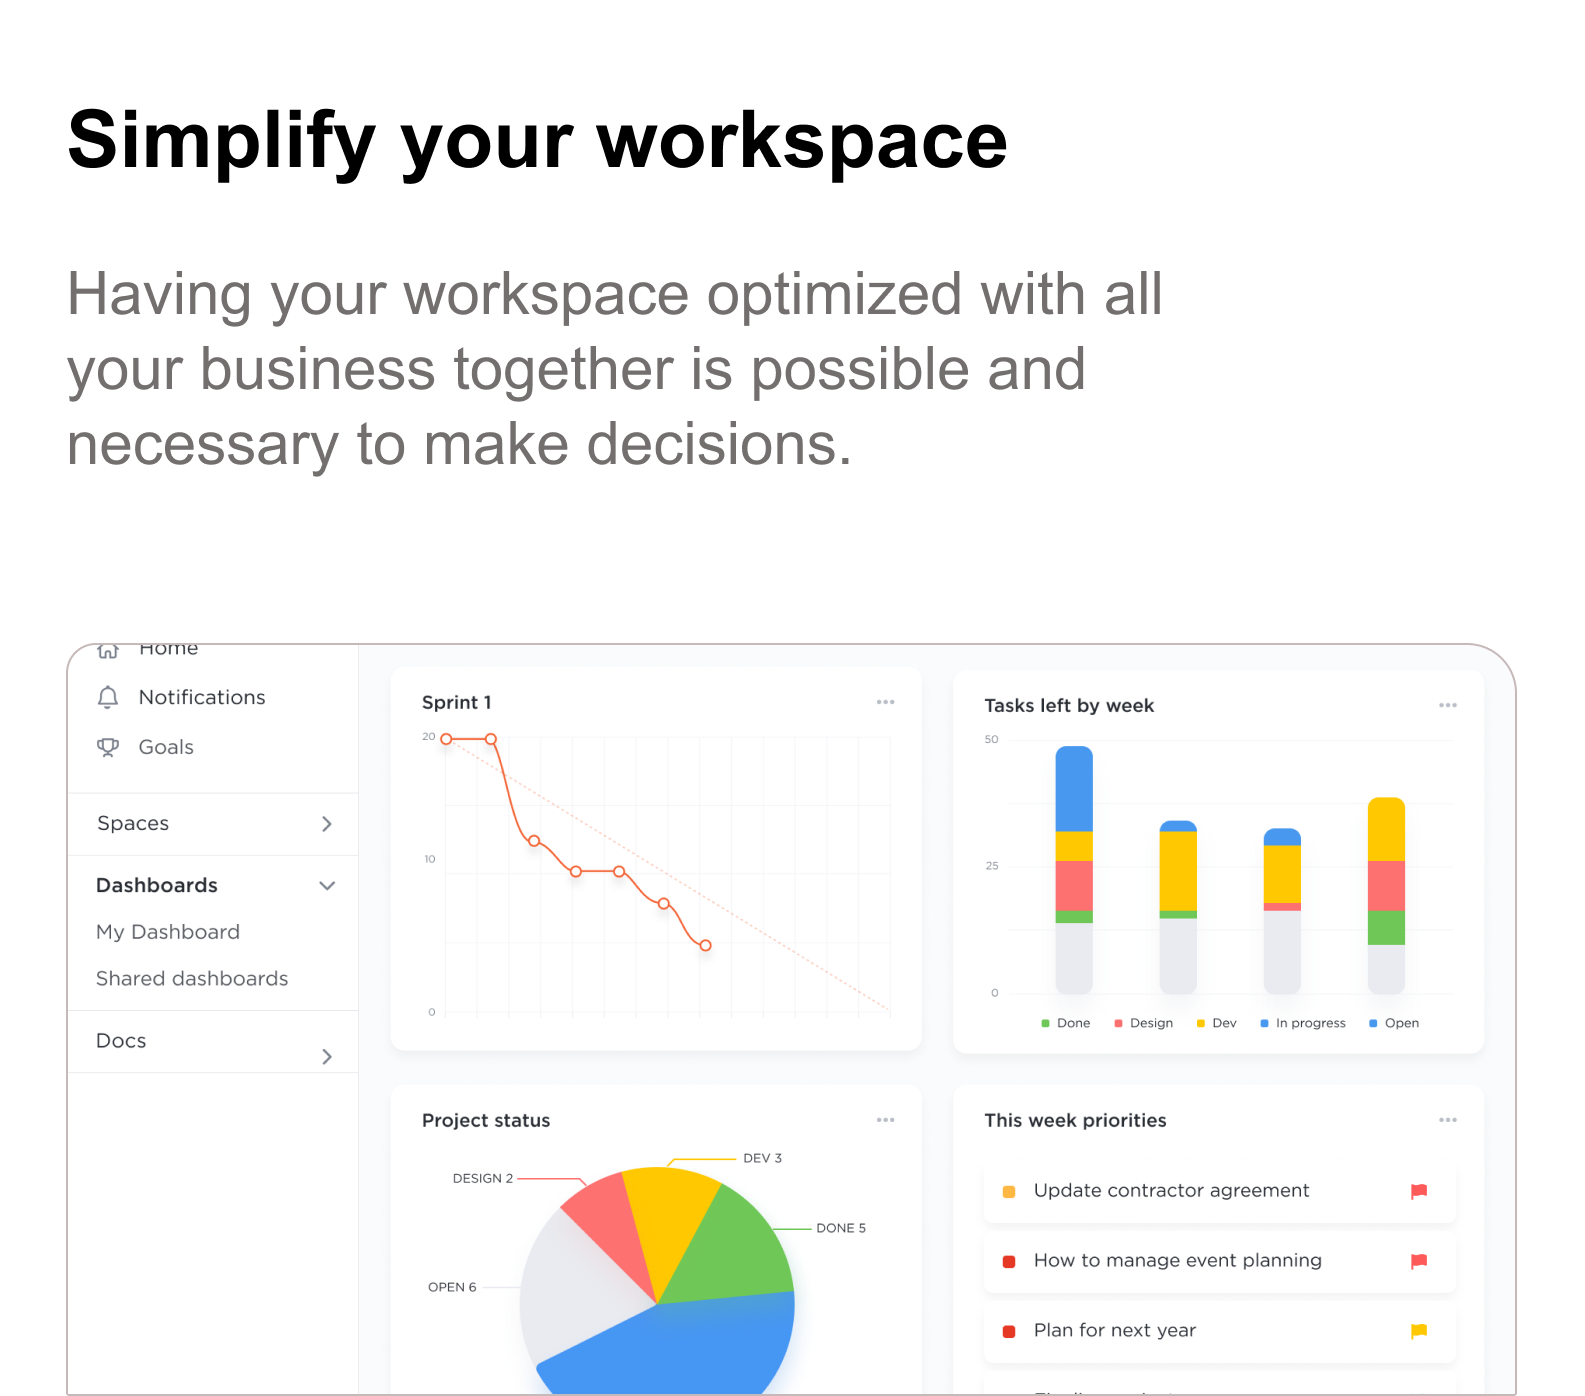 Simplify your workspace
Having your workspace optimized with all
your business together is possible and
necessary to make decisions.
Home
Notifications
Goals
Spaces
Dashboards
My Dashboard
Shared dashboards
Docs
Sprint 1
20
10
0
Tasks left by week
50
25
0
Done Design Dev In progress Open
Project status
DEV 3
DESIGN 2
DONE 5
OPEN 6
This week priorities
Update contractor agreement
How to manage event planning
Plan for next year